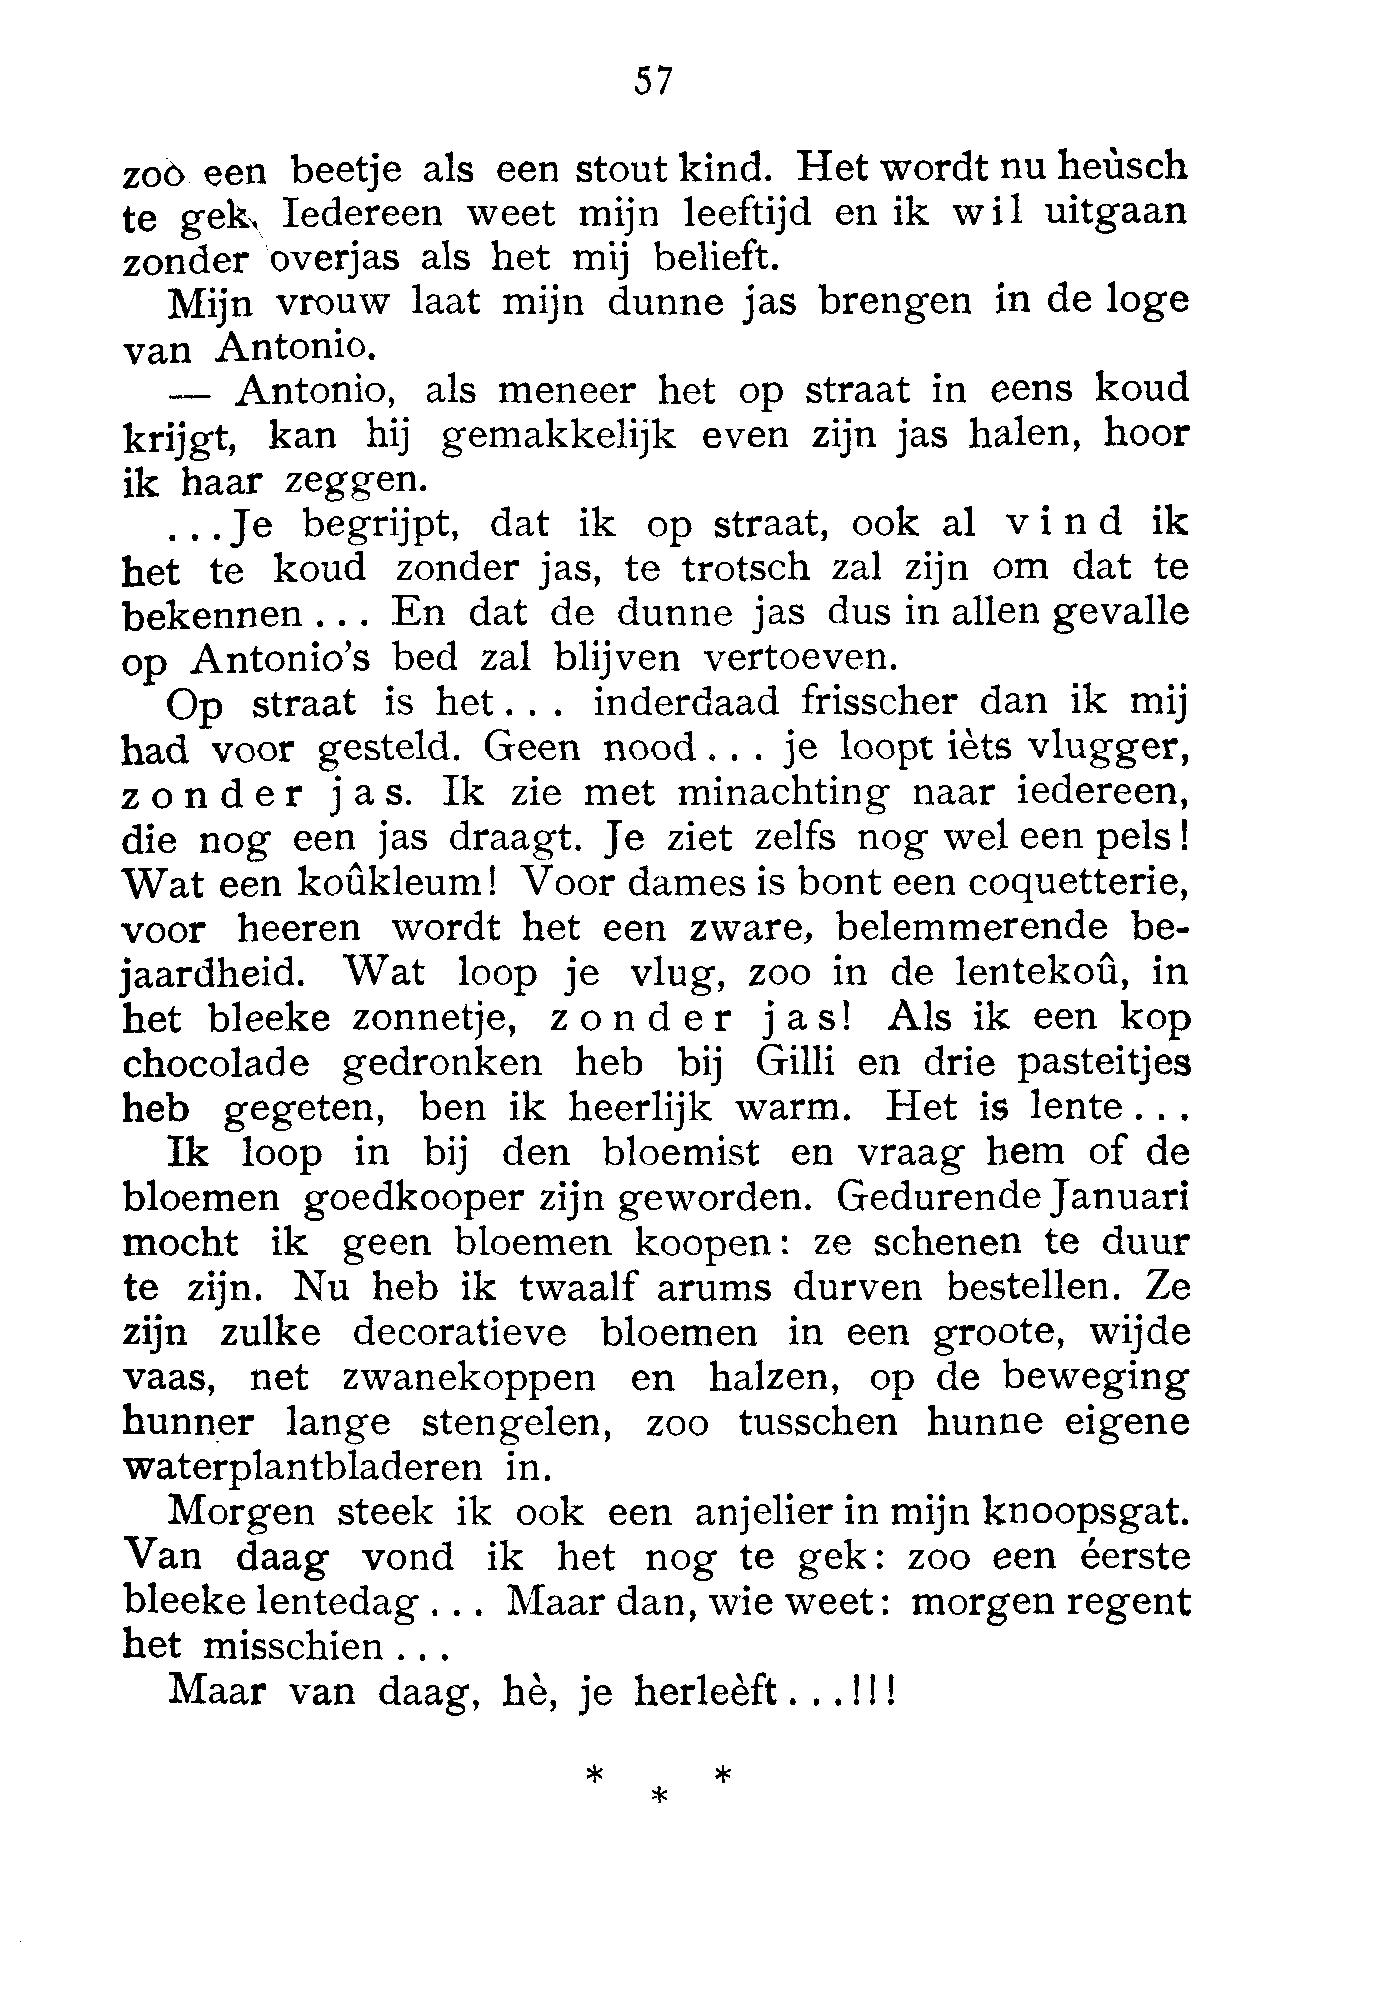 57
zoò een beetje als een stout kind. Het wordt nu heùsch
te gek. Iedereen weet mijn leeftijd en ik wil uitgaan
zonder overjas als het mij belieft.
Mijn vrouw laat mijn dunne jas brengen in de loge
van Antonio.
— Antonio, als meneer het op straat in eens koud
krijgt, kan hij gemakkelijk even zijn jas halen, hoor
ik haar zeggen.
...Je begrijpt, dat ik op straat, ook al vind ik
het te koud zonder jas, te trotsch zal zijn om dat te
bekennen... En dat de dunne jas dus in allen gevalle
op Antonio's bed zal blijven vertoeven.
Op straat is het... inderdaad frisscher dan ik mij
had voor gesteld. Geen nood... je loopt ièts vlugger,
zonder jas. Ik zie met minachting naar iedereen,
die nog een jas draagt. Je ziet zelfs nog wel een pels!
Wat een koûkleum! Voor dames is bont een coquetterie,
voor heeren wordt het een zware, belemmerende be-
jaardheid. Wat loop je vlug, zoo in de lentekoû, in
het bleeke zonnetje, zonder jas! Als ik een kop
chocolade gedronken heb bij Gilli en drie pasteitjes
heb gegeten, ben ik heerlijk warm. Het is lente...
Ik loop in bij den bloemist en vraag hem of de
bloemen goedkooper zijn geworden. Gedurende Januari
mocht ik geen bloemen koopen: ze schenen te duur
te zijn. Nu heb ik twaalf arums durven bestellen. Ze
zijn zulke decoratieve bloemen in een groote, wijde
vaas, net zwanekoppen en halzen, op de beweging
hunner lange stengelen, zoo tusschen hunne eigene
waterplantbladeren in.
Morgen steek ik ook een anjelier in mijn knoopsgat.
Van daag vond ik het nog te gek: zoo een éerste
bleeke lentedag... Maar dan, wie weet: morgen regent
het misschien...
Maar van daag, hè, je herleèft...!!!
* * *